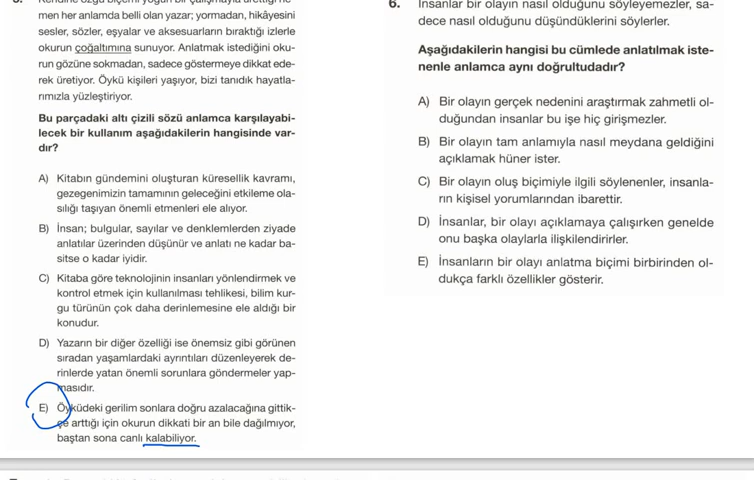 men her anlamda belli olan yazar; yormadan, hikâyesini
sesler, sözler, eşyalar ve aksesuarların bıraktığı izlerle
okurun çoğaltımına sunuyor. Anlatmak istediğini oku-
run gözüne sokmadan, sadece göstermeye dikkat ede-
rek üretiyor. Öykü kişileri yaşıyor, bizi tanıdık hayatla-
rımızla yüzleştiriyor.
Bu parçadaki altı çizili sözü anlamca karşılayabi-
lecek bir kullanım aşağıdakilerin hangisinde var-
dır?
A) Kitabın gündemini oluşturan küresellik kavramı,
gezegenimizin tamamının geleceğini etkileme ola-
sılığı taşıyan önemli etmenleri ele alıyor.
B) İnsan; bulgular, sayılar ve denklemlerden ziyade
anlatılar üzerinden düşünür ve anlatı ne kadar ba-
sitse o kadar iyidir.
C) Kitaba göre teknolojinin insanları yönlendirmek ve
kontrol etmek için kullanılması tehlikesi, bilim kur-
gu türünün çok daha derinlemesine ele aldığı bir
konudur.
D) Yazarın bir diğer özelliği ise önemsiz gibi görünen
sıradan yaşamlardaki ayrıntıları düzenleyerek de-
rinlerde yatan önemli sorunlara göndermeler yap-
masıdır.
E) Öyküdeki gerilim sonlara doğru azalacağına gittik-
çe arttığı için okurun dikkati bir an bile dağılmıyor,
baştan sona canlı kalabiliyor.
6. İnsanlar bir olayın nasıl olduğunu söyleyemezler, sa-
dece nasıl olduğunu düşündüklerini söylerler.
Aşağıdakilerin hangisi bu cümlede anlatılmak iste-
nenle anlamca aynı doğrultudadır?
A) Bir olayın gerçek nedenini araştırmak zahmetli ol-
duğundan insanlar bu işe hiç girişmezler.
B) Bir olayın tam anlamıyla nasıl meydana geldiğini
açıklamak hüner ister.
C) Bir olayın oluş biçimiyle ilgili söylenenler, insanla-
rın kişisel yorumlarından ibarettir.
D) İnsanlar, bir olayı açıklamaya çalışırken genelde
onu başka olaylarla ilişkilendirirler.
E) İnsanların bir olayı anlatma biçimi birbirinden ol-
dukça farklı özellikler gösterir.